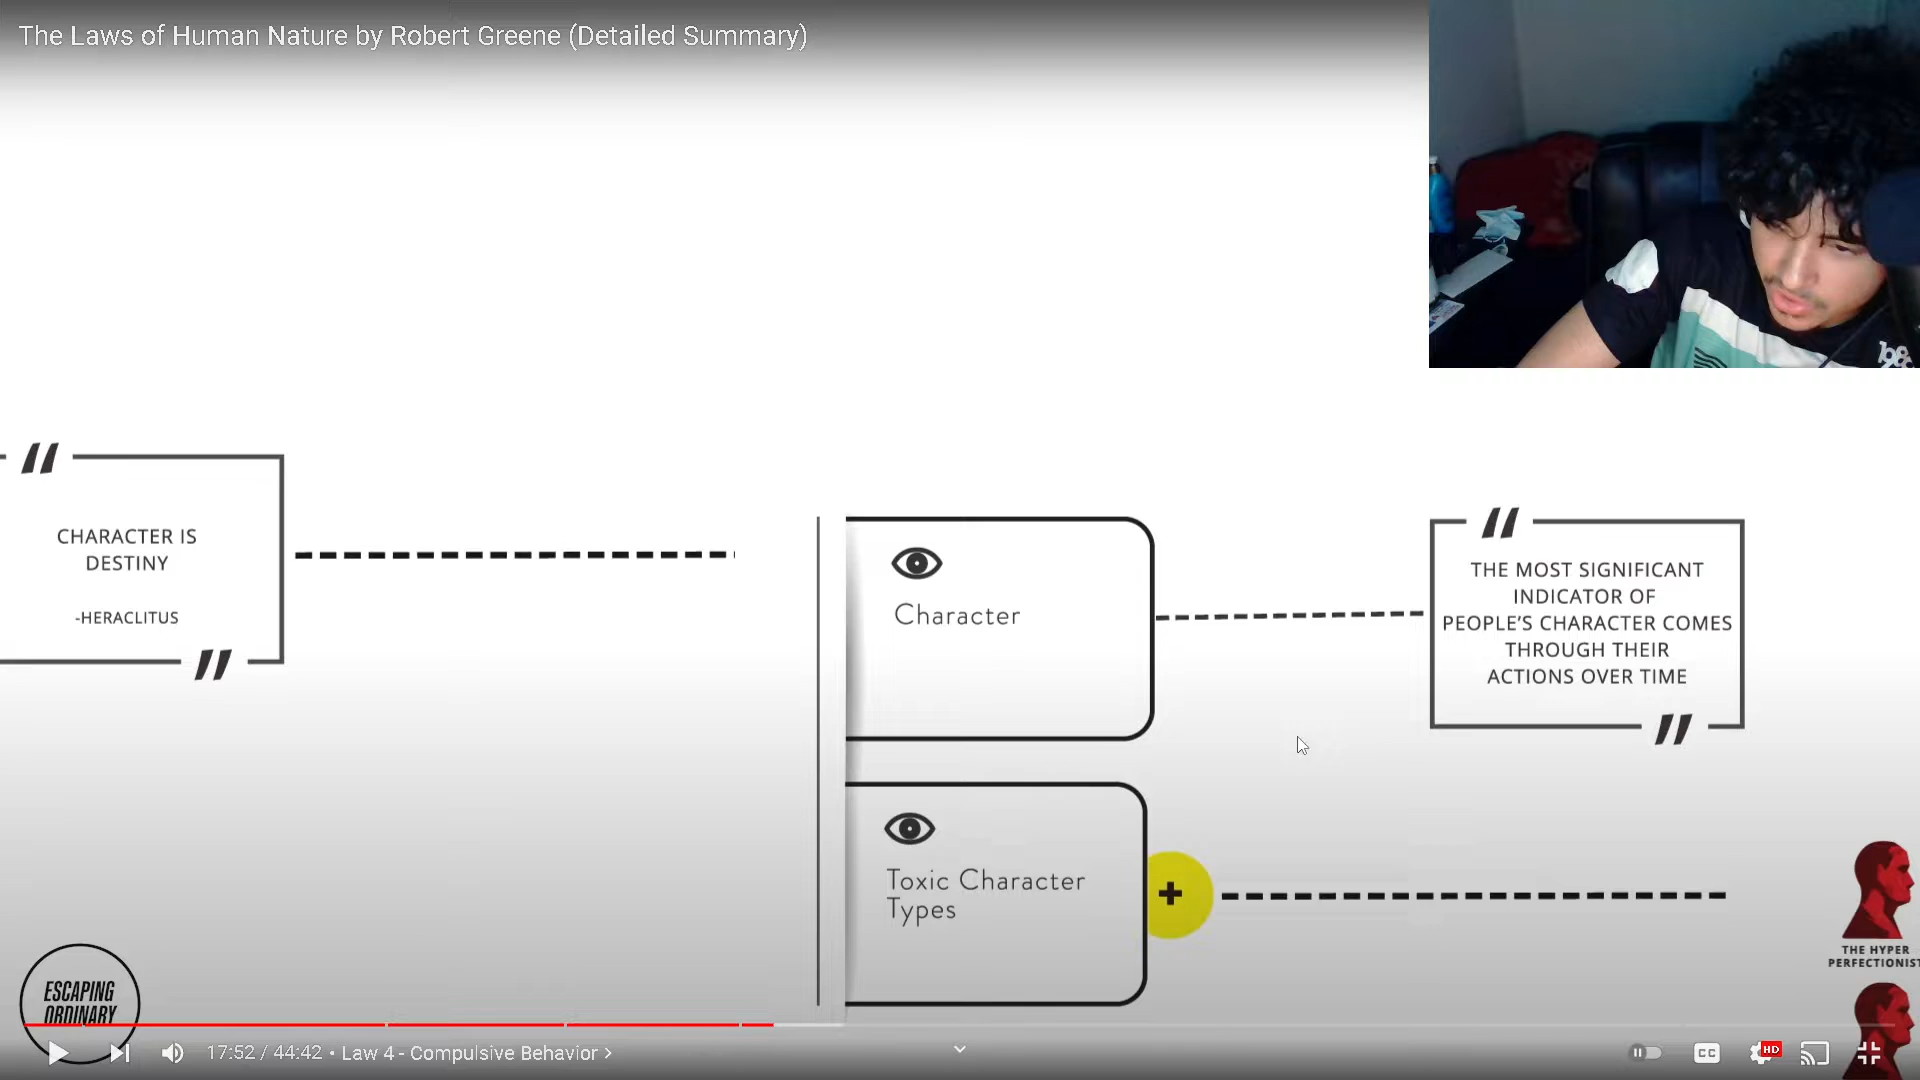 The Laws of Human Nature by Robert Greene (Detailed Summary)
CHARACTER IS
DESTINY
-HERACLITUS
Character
THE MOST SIGNIFICANT
INDICATOR OF
PEOPLE'S CHARACTER COMES
THROUGH THEIR
ACTIONS OVER TIME
Toxic Character
Types
+
THE HYPER
PERFECTIONIST
ESCAPING
ORDINARY
17:52 / 44:42 • Law 4 - Compulsive Behavior >
CC
HD